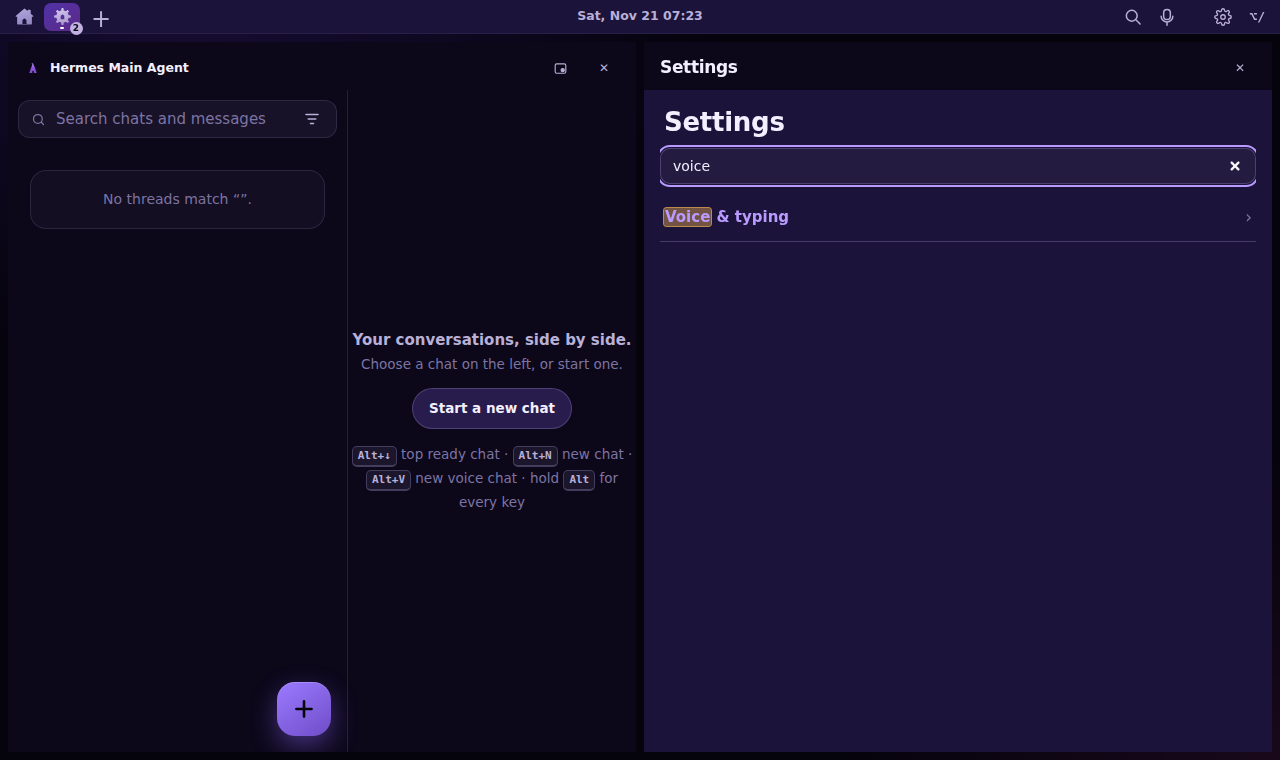 2
Sat, Nov 21 07:23
⌥/
Hermes Main Agent
Search chats and messages
No threads match “”.
Your conversations, side by side.
Choose a chat on the left, or start one.
Start a new chat
Alt+↓ top ready chat · Alt+N new chat ·
Alt+V new voice chat · hold Alt for
every key
Settings
Settings
voice
Voice & typing